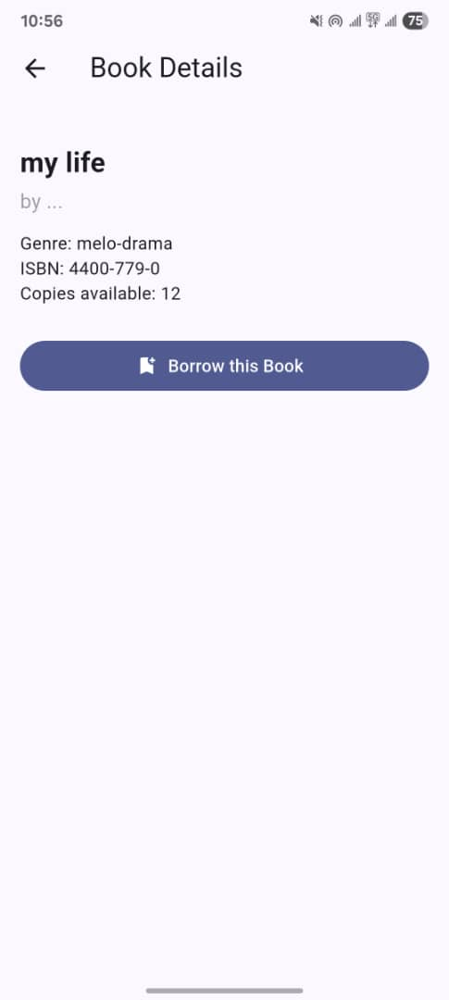 10:56
5G
75
Book Details
my life
by ...
Genre: melo-drama
ISBN: 4400-779-0
Copies available: 12
Borrow this Book